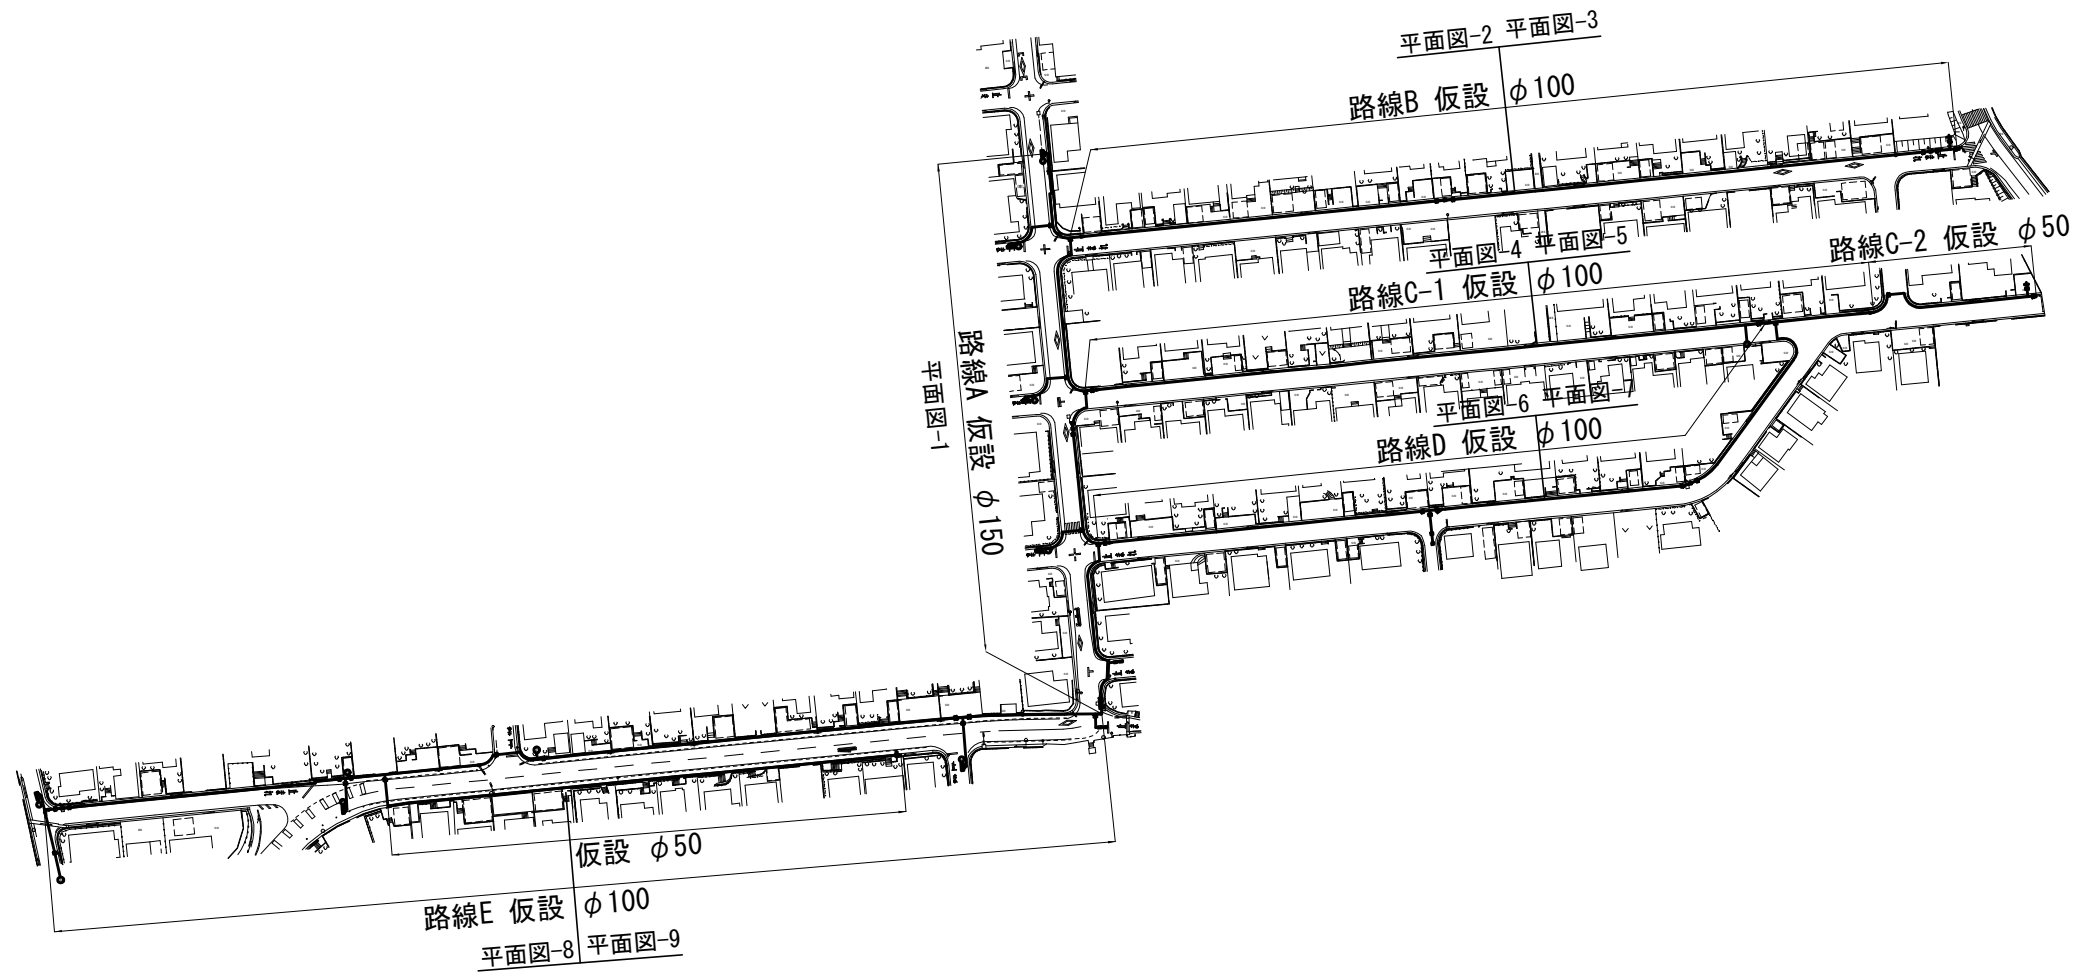 平面図-2 平面図-3
路線B 仮設 φ100
路線C-2 仮設 φ50
平面図-4 平面図-5
路線C-1 仮設 φ100
路線A 仮設 φ150
平面図-1
平面図-6 平面図-7
路線D 仮設 φ100
仮設 φ50
路線E 仮設 φ100
平面図-8 平面図-9